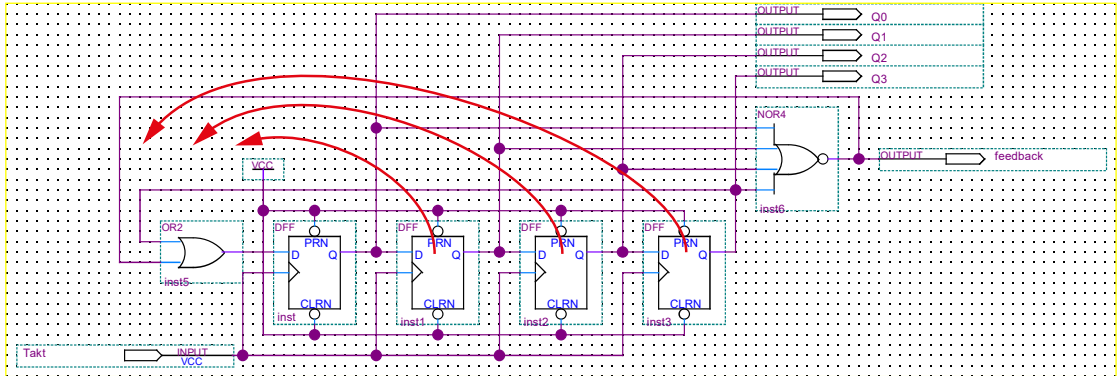 OUTPUT Q0
OUTPUT Q1
OUTPUT Q2
OUTPUT Q3
NOR4
OUTPUT feedback
VCC
inst6
OR2
DFF
DFF
DFF
DFF
PRN
PRN
PRN
PRN
D Q
D Q
D Q
D Q
inst5
CLRN
CLRN
CLRN
CLRN
inst
inst1
inst2
inst3
Takt
INPUT
VCC